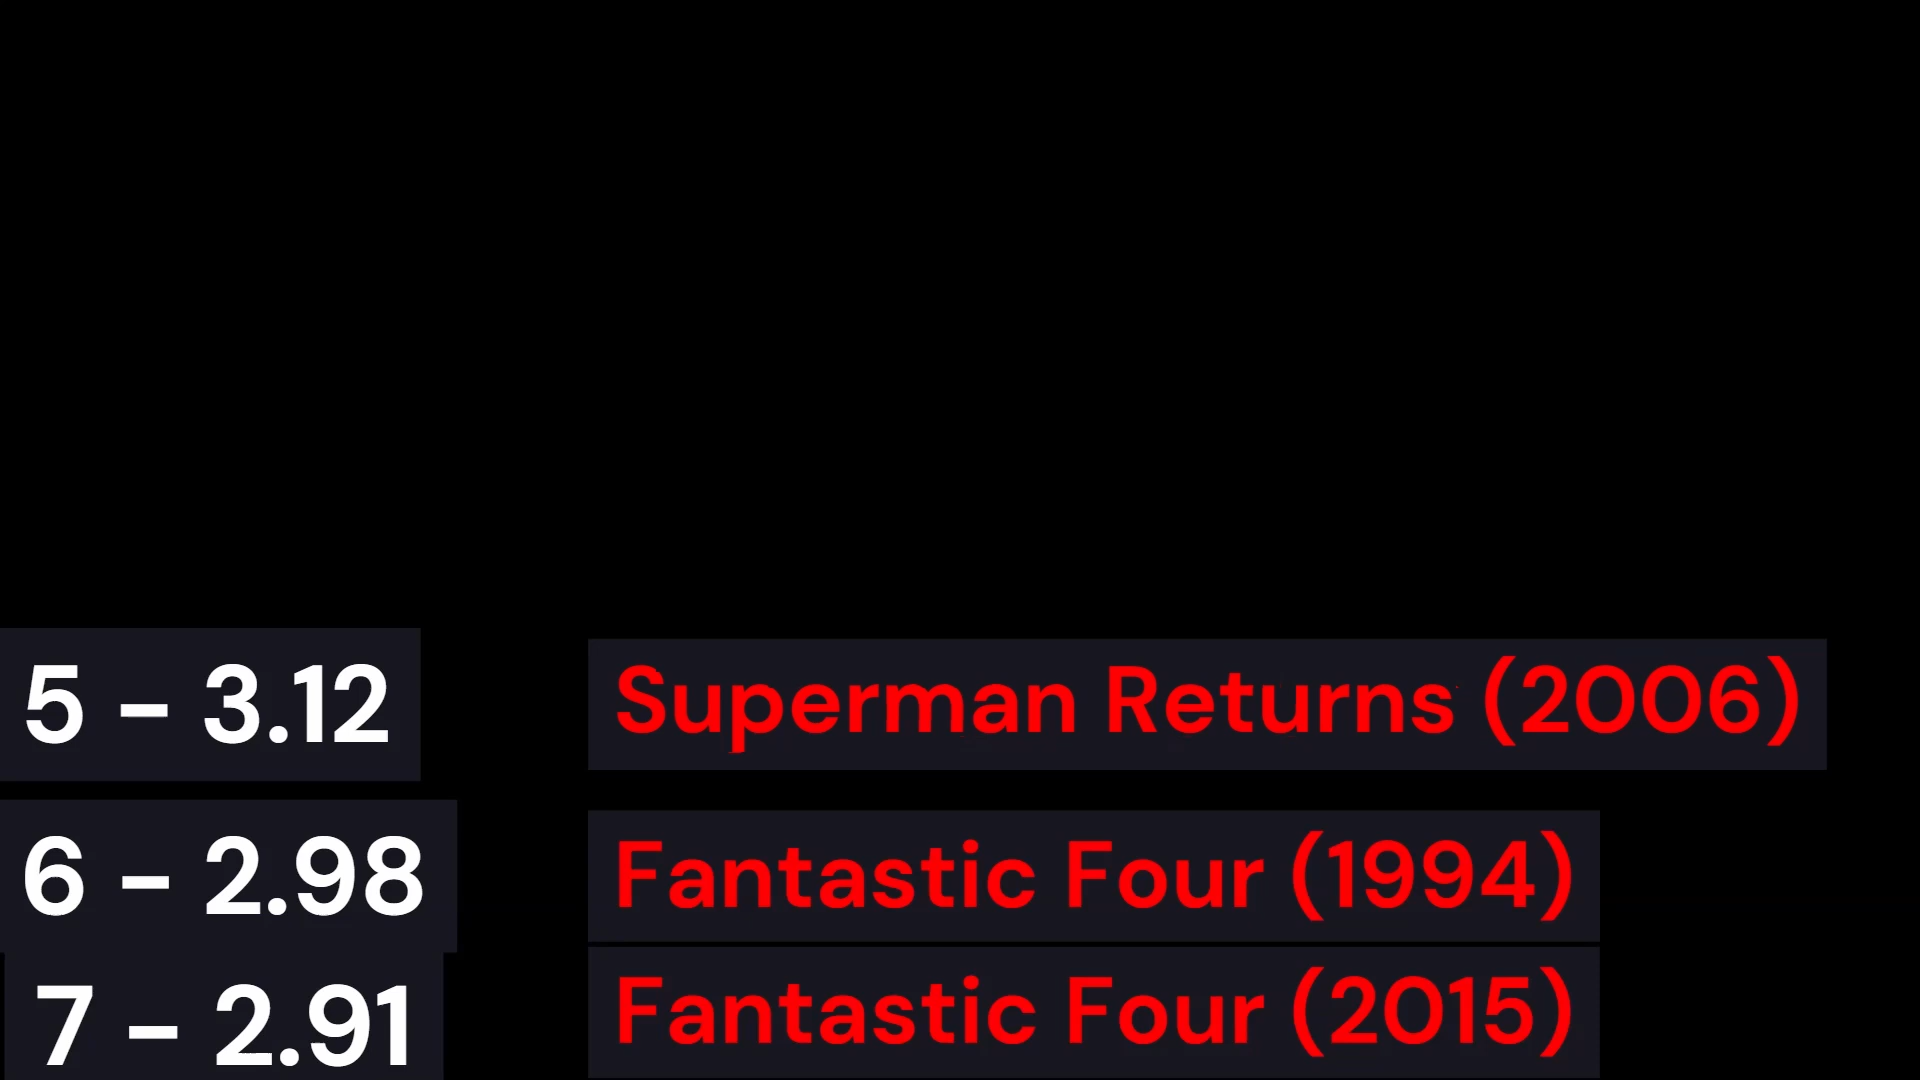 5 - 3.12 Superman Returns (2006)
6 - 2.98 Fantastic Four (1994)
7 - 2.91 Fantastic Four (2015)